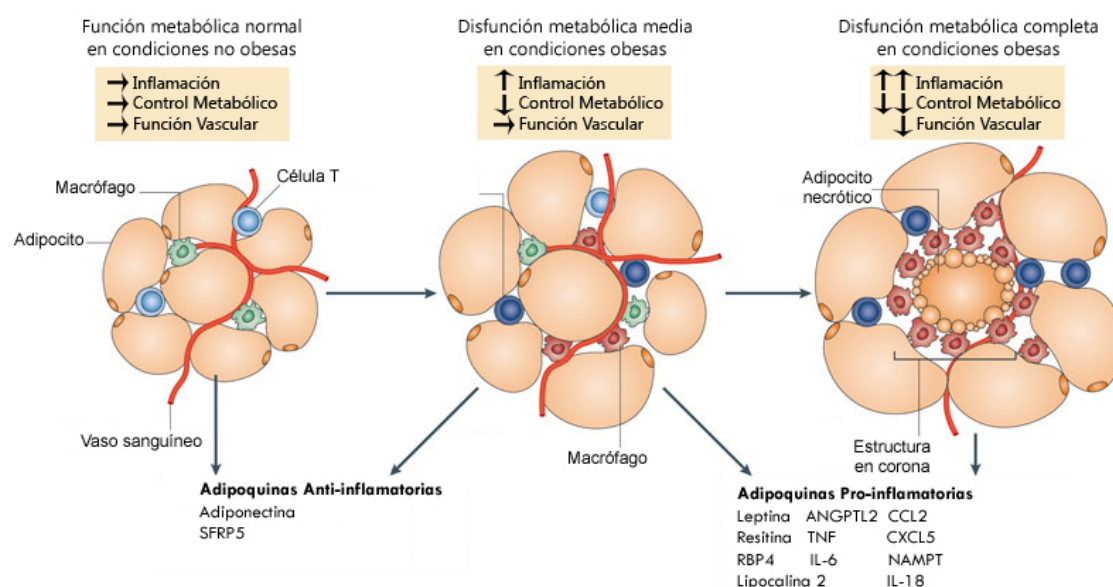 Función metabólica normal
en condiciones no obesas
→ Inflamación
→ Control Metabólico
→ Función Vascular
Disfunción metabólica media
en condiciones obesas
↑ Inflamación
↓ Control Metabólico
→ Función Vascular
Disfunción metabólica completa
en condiciones obesas
↑↑ Inflamación
↓↓ Control Metabólico
↓ Función Vascular
Macrófago
Célula T
Adipocito
Vaso sanguíneo
Macrófago
Adipocito
necrótico
Estructura
en corona
Adipoquinas Anti-inflamatorias
Adiponectina
SFRP5
Adipoquinas Pro-inflamatorias
Leptina ANGPTL2 CCL2
Resitina TNF CXCL5
RBP4 IL-6 NAMPT
Lipocalina 2 IL-18